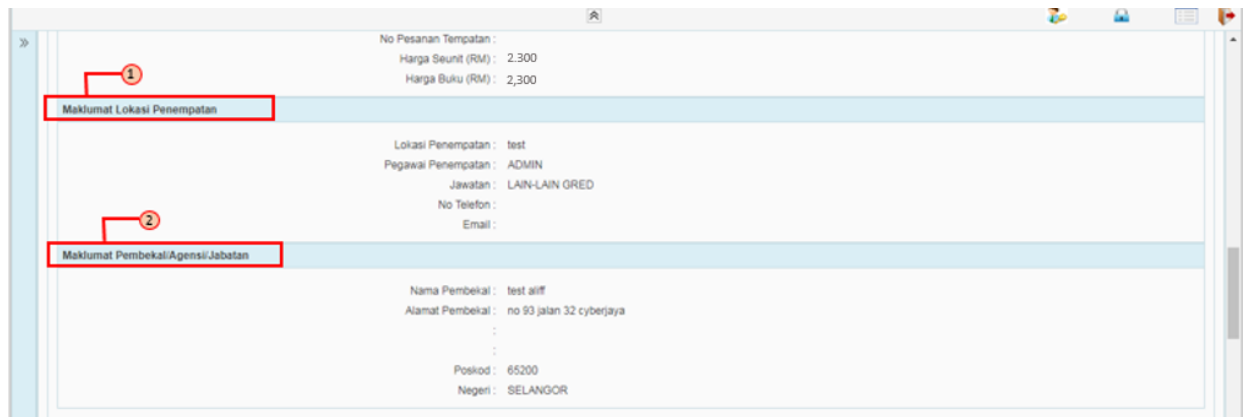 No Pesanan Tempatan :
Harga Seunit (RM) : 2.300
Harga Buku (RM) : 2,300
1
Maklumat Lokasi Penempatan
Lokasi Penempatan : test
Pegawai Penempatan : ADMIN
Jawatan : LAIN-LAIN GRED
No Telefon :
2
Email :
Maklumat Pembekal/Agensi/Jabatan
Nama Pembekal : test aliff
Alamat Pembekal : no 93 jalan 32 cyberjaya
:
:
Poskod : 65200
Negeri : SELANGOR